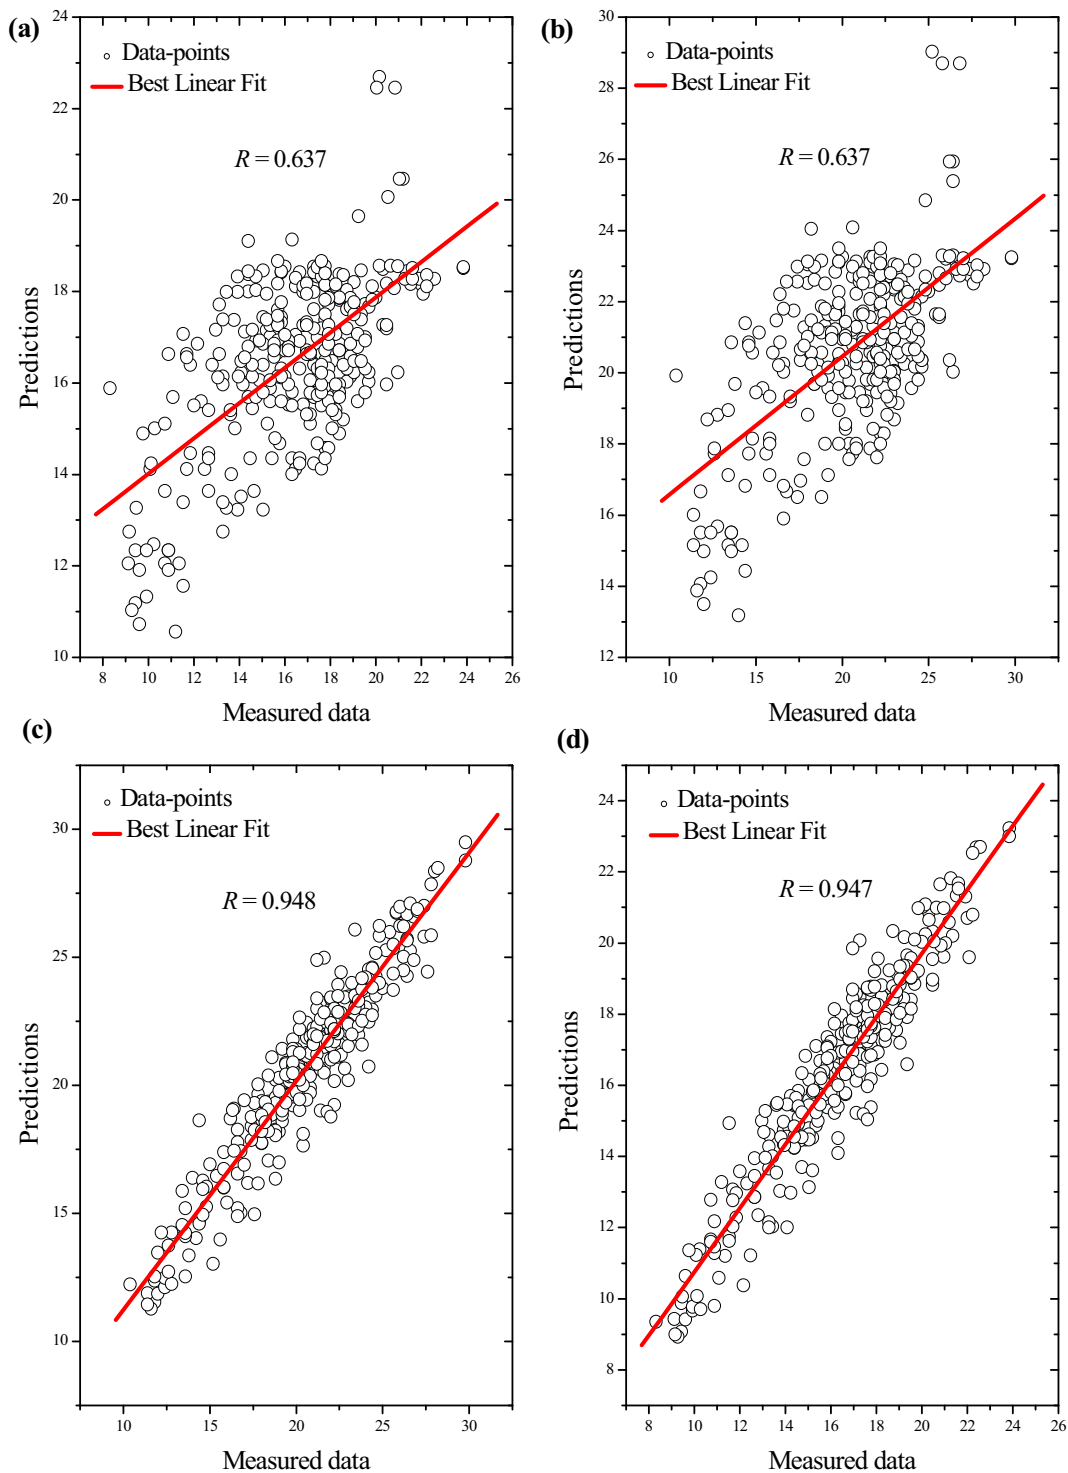 (a)
Data-points
Best Linear Fit
R = 0.637
24
22
20
18
16
14
12
10
Predictions
8 10 12 14 16 18 20 22 24 26
Measured data
(b)
Data-points
Best Linear Fit
R = 0.637
30
28
26
24
22
20
18
16
14
12
Predictions
10 15 20 25 30
Measured data
(c)
Data-points
Best Linear Fit
R = 0.948
30
25
20
15
10
Predictions
10 15 20 25 30
Measured data
(d)
Data-points
Best Linear Fit
R = 0.947
24
22
20
18
16
14
12
10
8
Predictions
8 10 12 14 16 18 20 22 24 26
Measured data